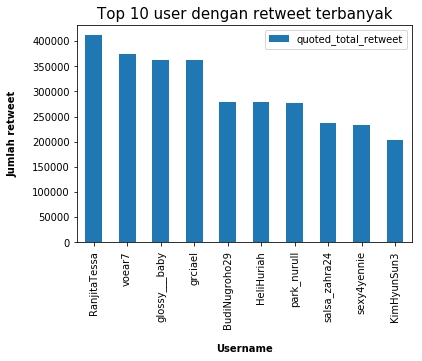 Top 10 user dengan retweet terbanyak
quoted_total_retweet
Jumlah retweet
400000
350000
300000
250000
200000
150000
100000
50000
0
RanjitaTessa
voear7
glossy___baby
grciael
BudINugroho29
HeliHuriah
park_nurull
salsa_zahra24
sexy4yennie
KimHyunSun3
Username